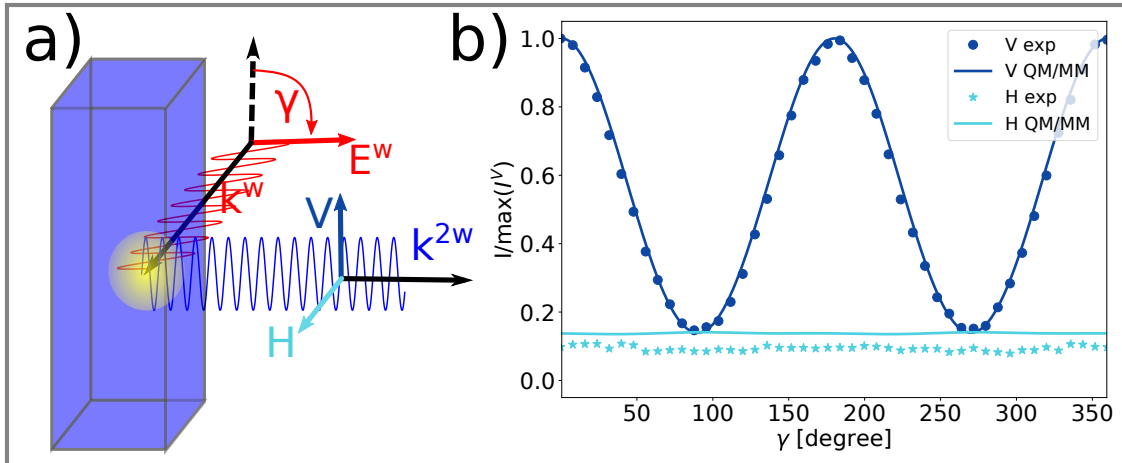 a)
γ
E^w
k^w
V
k^2w
H
b)
I/max(I^V)
1.0
0.8
0.6
0.4
0.2
0.0
50
100
150
200
250
300
350
γ [degree]
V exp
V QM/MM
H exp
H QM/MM